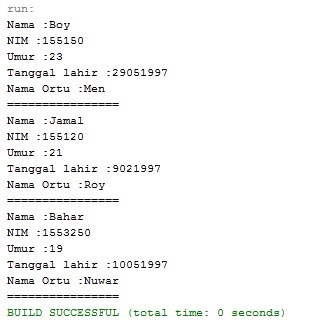 run:
Nama :Boy
NIM :155150
Umur :23
Tanggal lahir :29051997
Nama Ortu :Men
================
Nama :Jamal
NIM :155120
Umur :21
Tanggal lahir :9021997
Nama Ortu :Roy
================
Nama :Bahar
NIM :1553250
Umur :19
Tanggal lahir :10051997
Nama Ortu :Nuwar
================
BUILD SUCCESSFUL (total time: 0 seconds)